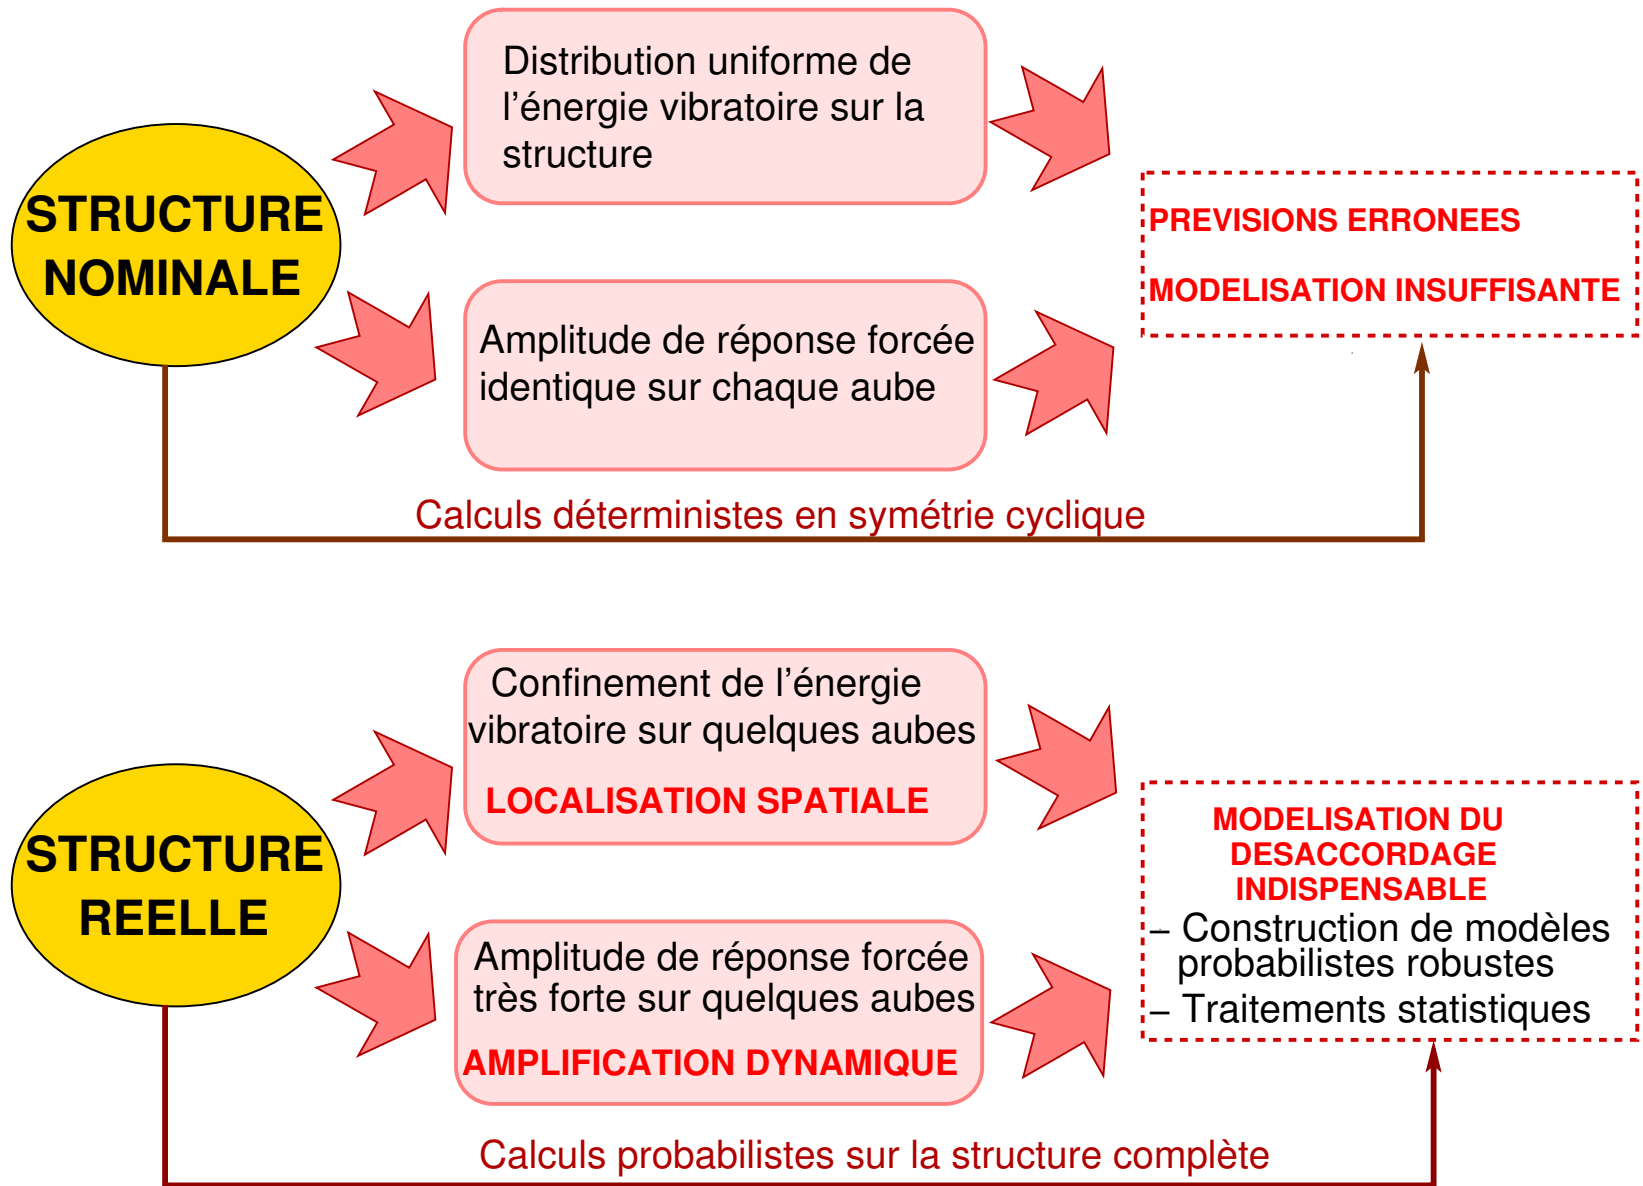 STRUCTURE
NOMINALE
Distribution uniforme de
l'énergie vibratoire sur la
structure
Amplitude de réponse forcée
identique sur chaque aube
PREVISIONS ERRONEES
MODELISATION INSUFFISANTE
Calculs déterministes en symétrie cyclique
STRUCTURE
REELLE
Confinement de l'énergie
vibratoire sur quelques aubes
LOCALISATION SPATIALE
Amplitude de réponse forcée
très forte sur quelques aubes
AMPLIFICATION DYNAMIQUE
MODELISATION DU
DESACCORDAGE
INDISPENSABLE
– Construction de modèles
probabilistes robustes
– Traitements statistiques
Calculs probabilistes sur la structure complète